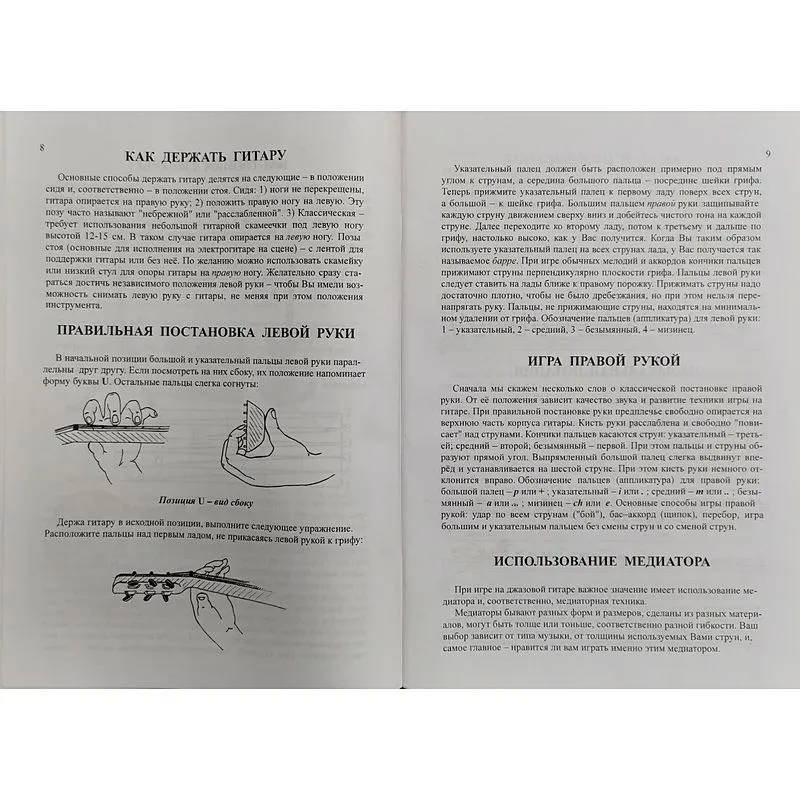 8
КАК ДЕРЖАТЬ ГИТАРУ
Основные способы держать гитару делятся на следующие – в положении
сидя и, соответственно – в положении стоя. Сидя: 1) ноги не перекрещены,
гитара опирается на правую руку; 2) положить правую ногу на левую. Эту
позу часто называют "небрежной" или "расслабленной". 3) Классическая –
требует использования небольшой гитарной скамеечки под левую ногу
высотой 12-15 см. В таком случае гитара опирается на левую ногу. Позы
стоя (основные для исполнения на электрогитаре на сцене) – с лентой для
поддержки гитары или без неё. По желанию можно использовать скамейку
или низкий стул для опоры гитары на правую ногу. Желательно сразу ста-
раться достичь независимого положения левой руки – чтобы Вы имели воз-
можность снимать левую руку с гитары, не меняя при этом положения
инструмента.
ПРАВИЛЬНАЯ ПОСТАНОВКА ЛЕВОЙ РУКИ
В начальной позиции большой и указательный пальцы левой руки парал-
лельны друг другу. Если посмотреть на них сбоку, их положение напоминает
форму буквы U. Остальные пальцы слегка согнуты:
Позиция U – вид сбоку
Держа гитару в исходной позиции, выполните следующее упражнение.
Расположите пальцы над первым ладом, не прикасаясь левой рукой к грифу:
9
Указательный палец должен быть расположен примерно под прямым
углом к струнам, а середина большого пальца – посредине шейки грифа.
Теперь прижмите указательный палец к первому ладу поверх всех струн,
а большой – к шейке грифа. Большим пальцем правой руки защипывайте
каждую струну движением сверху вниз и добейтесь чистого тона на каждой
струне. Далее переходите ко второму ладу, потом к третьему и дальше по
грифу, настолько высоко, как у Вас получится. Когда Вы таким образом
используете указательный палец на всех струнах лада, у Вас получается так
называемое барре. При игре обычных мелодий и аккордов кончики пальцев
прижимают струны перпендикулярно плоскости грифа. Пальцы левой руки
следует ставить на лады ближе к правому порожку. Прижимать струны надо
достаточно плотно, чтобы не было дребезжания, но при этом нельзя пере-
напрягать руку. Пальцы, не прижимающие струны, находятся на минималь-
ном удалении от грифа. Обозначение пальцев (аппликатура) для левой руки:
1 – указательный, 2 – средний, 3 – безымянный, 4 – мизинец.
ИГРА ПРАВОЙ РУКОЙ
Сначала мы скажем несколько слов о классической постановке правой
руки. От её положения зависит качество звука и развитие техники игры на
гитаре. При правильной постановке руки предплечье свободно опирается на
верхнюю часть корпуса гитары. Кисть руки расслаблена и свободно "пови-
сает" над струнами. Кончики пальцев касаются струн: указательный – треть-
ей; средний – второй; безымянный – первой. При этом пальцы и струны об-
разуют прямой угол. Выпрямленный большой палец слегка выдвинут впе-
рёд и устанавливается на шестой струне. При этом кисть руки немного от-
клонится вправо. Обозначение пальцев (аппликатура) для правой руки:
большой палец – p или + ; указательный – i или . ; средний – m или .. ; безы-
мянный – a или ... ; мизинец – ch или e. Основные способы игры правой
рукой: удар по всем струнам ("бой"), бас–аккорд (щипок), перебор, игра
большим и указательным пальцем без смены струн и со сменой струн.
ИСПОЛЬЗОВАНИЕ МЕДИАТОРА
При игре на джазовой гитаре важное значение имеет использование ме-
диатора и, соответственно, медиаторная техника.
Медиаторы бывают разных форм и размеров, сделаны из разных матери-
алов, могут быть толще или тоньше, соответственно разной гибкости. Ваш
выбор зависит от типа музыки, от толщины используемых Вами струн, и,
самое главное – нравится ли вам играть именно этим медиатором.